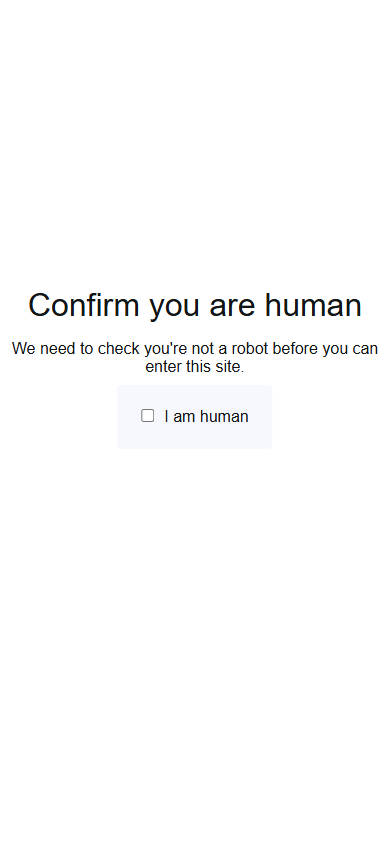 Confirm you are human
We need to check you're not a robot before you can
enter this site.
I am human